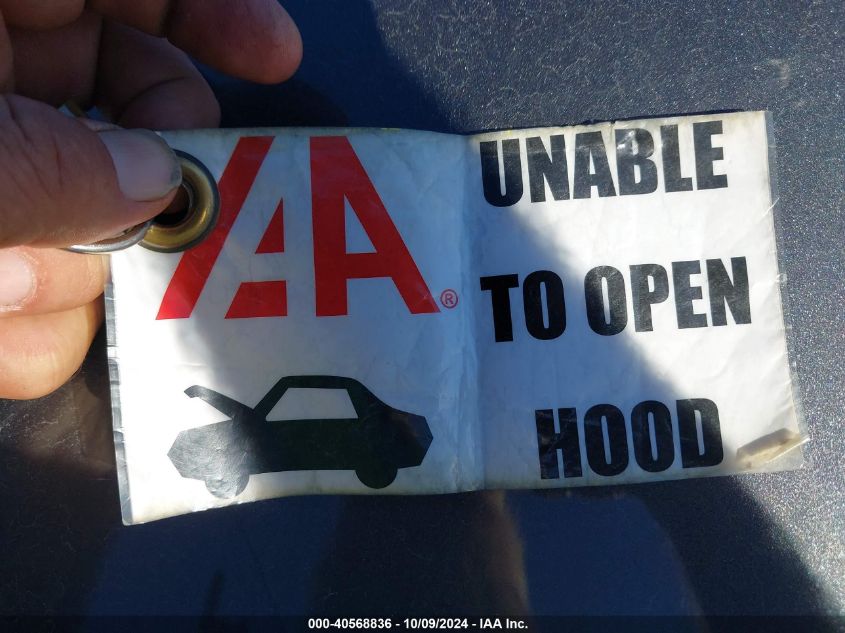 IAA®
UNABLE
TO OPEN
HOOD
000-40568836 - 10/09/2024 - IAA Inc.